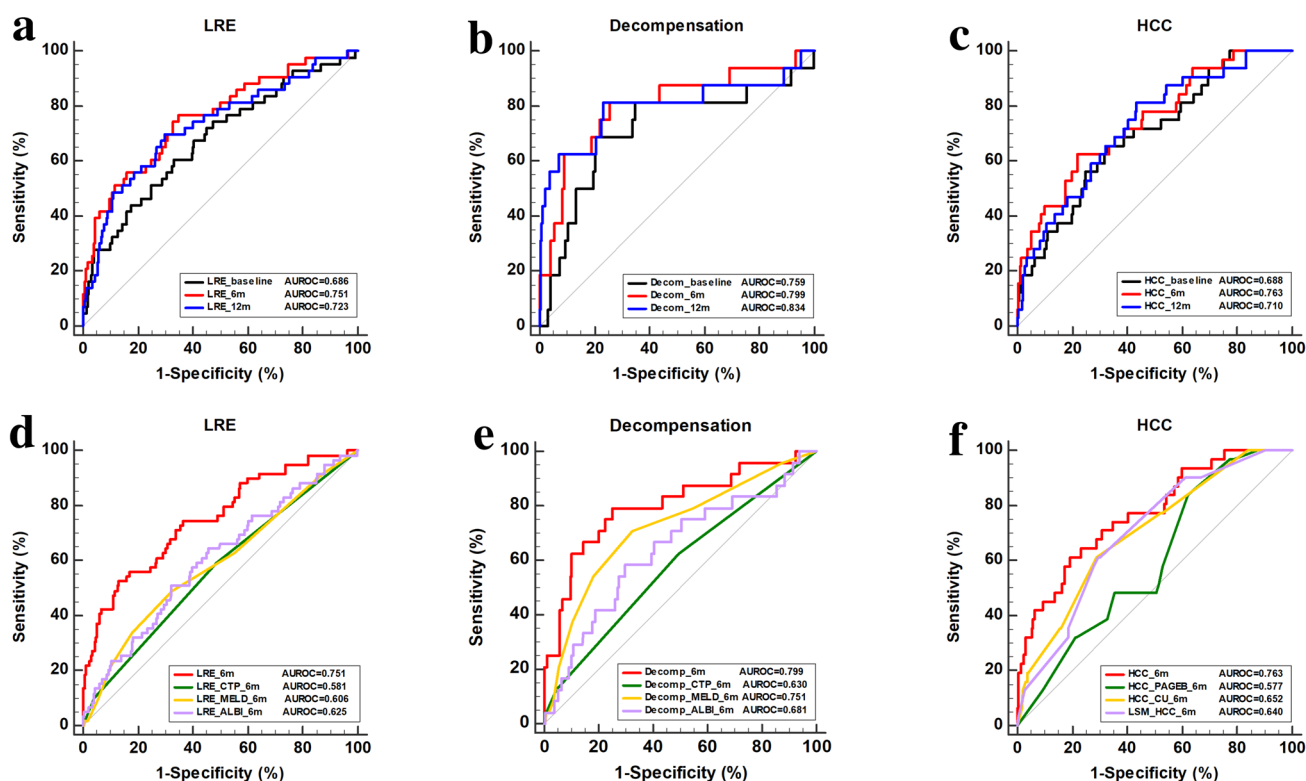 a
LRE
Sensitivity (%)
100
80
60
40
20
0
LRE_baseline AUROC=0.686
LRE_6m AUROC=0.751
LRE_12m AUROC=0.723
0 20 40 60 80 100
1-Specificity (%)
b
Decompensation
Sensitivity (%)
100
80
60
40
20
0
Decom_baseline AUROC=0.759
Decom_6m AUROC=0.799
Decom_12m AUROC=0.834
0 20 40 60 80 100
1-Specificity (%)
c
HCC
Sensitivity (%)
100
80
60
40
20
0
HCC_baseline AUROC=0.688
HCC_6m AUROC=0.763
HCC_12m AUROC=0.710
0 20 40 60 80 100
1-Specificity (%)
d
LRE
Sensitivity (%)
100
80
60
40
20
0
LRE_6m AUROC=0.751
LRE_CTP_6m AUROC=0.581
LRE_MELD_6m AUROC=0.606
LRE_ALBI_6m AUROC=0.625
0 20 40 60 80 100
1-Specificity (%)
e
Decompensation
Sensitivity (%)
100
80
60
40
20
0
Decomp_6m AUROC=0.799
Decomp_CTP_6m AUROC=0.630
Decomp_MELD_6m AUROC=0.751
Decomp_ALBI_6m AUROC=0.681
0 20 40 60 80 100
1-Specificity (%)
f
HCC
Sensitivity (%)
100
80
60
40
20
0
HCC_6m AUROC=0.763
HCC_PAGEB_6m AUROC=0.577
HCC_CU_6m AUROC=0.652
LSM_HCC_6m AUROC=0.640
0 20 40 60 80 100
1-Specificity (%)